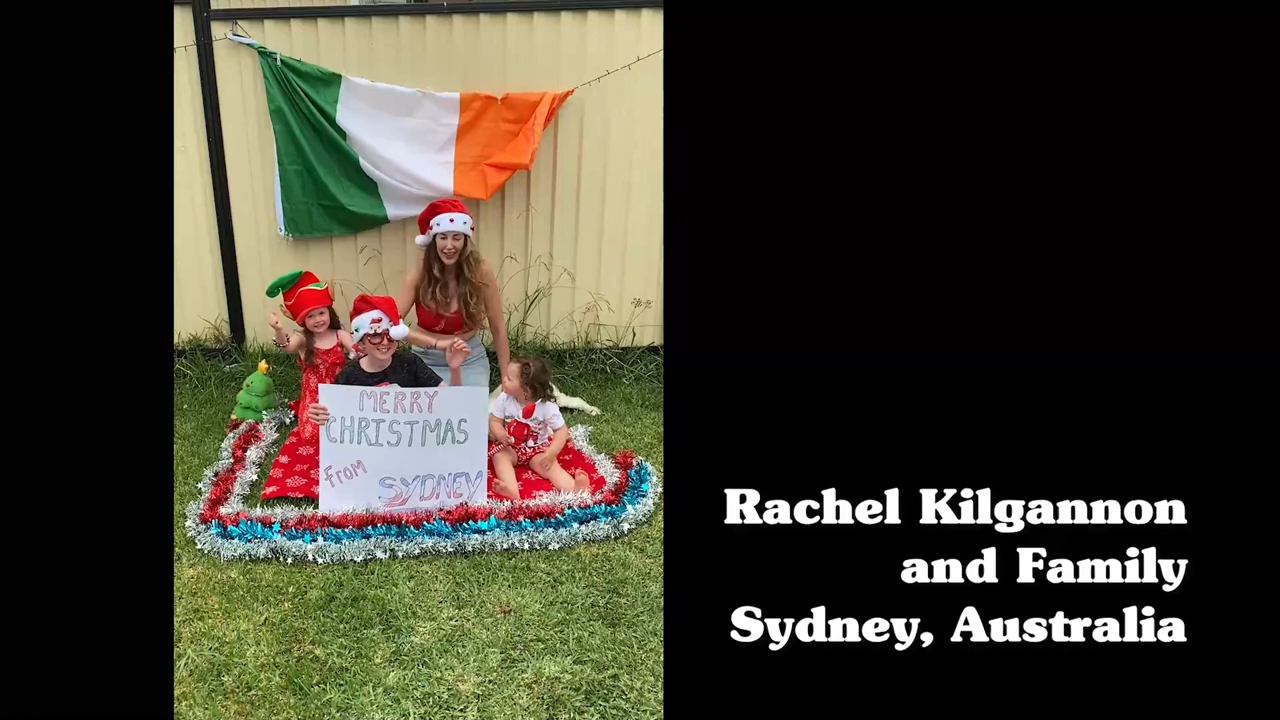 MERRY
CHRISTMAS
FROM
SYDNEY
Rachel Kilgannon
and Family
Sydney, Australia